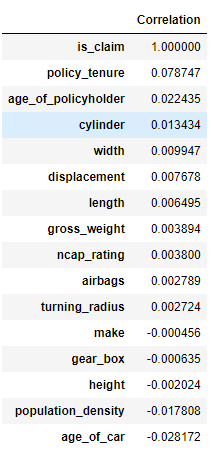 Correlation
is_claim 1.000000
policy_tenure 0.078747
age_of_policyholder 0.022435
cylinder 0.013434
width 0.009947
displacement 0.007678
length 0.006495
gross_weight 0.003894
ncap_rating 0.003800
airbags 0.002789
turning_radius 0.002724
make -0.000456
gear_box -0.000635
height -0.002024
population_density -0.017808
age_of_car -0.028172